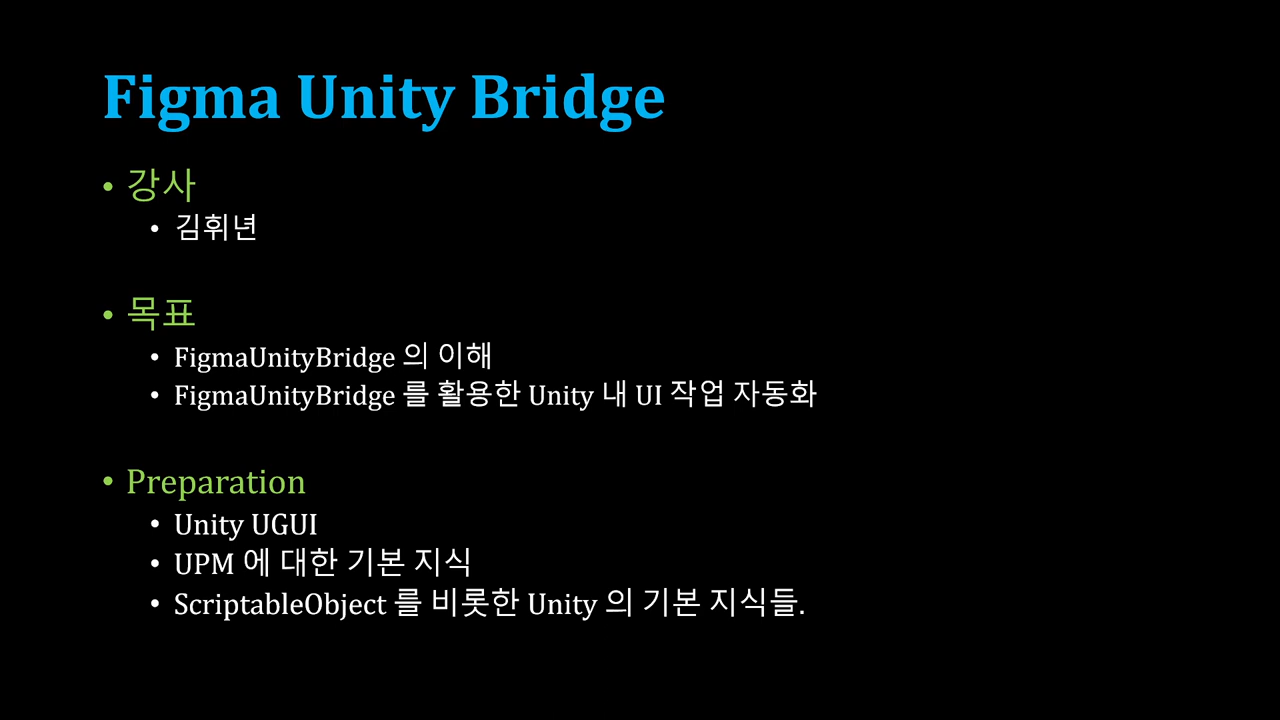 Figma Unity Bridge
• 강사
• 김휘년
• 목표
• FigmaUnityBridge 의 이해
• FigmaUnityBridge 를 활용한 Unity 내 UI 작업 자동화
• Preparation
• Unity UGUI
• UPM 에 대한 기본 지식
• ScriptableObject 를 비롯한 Unity 의 기본 지식들.